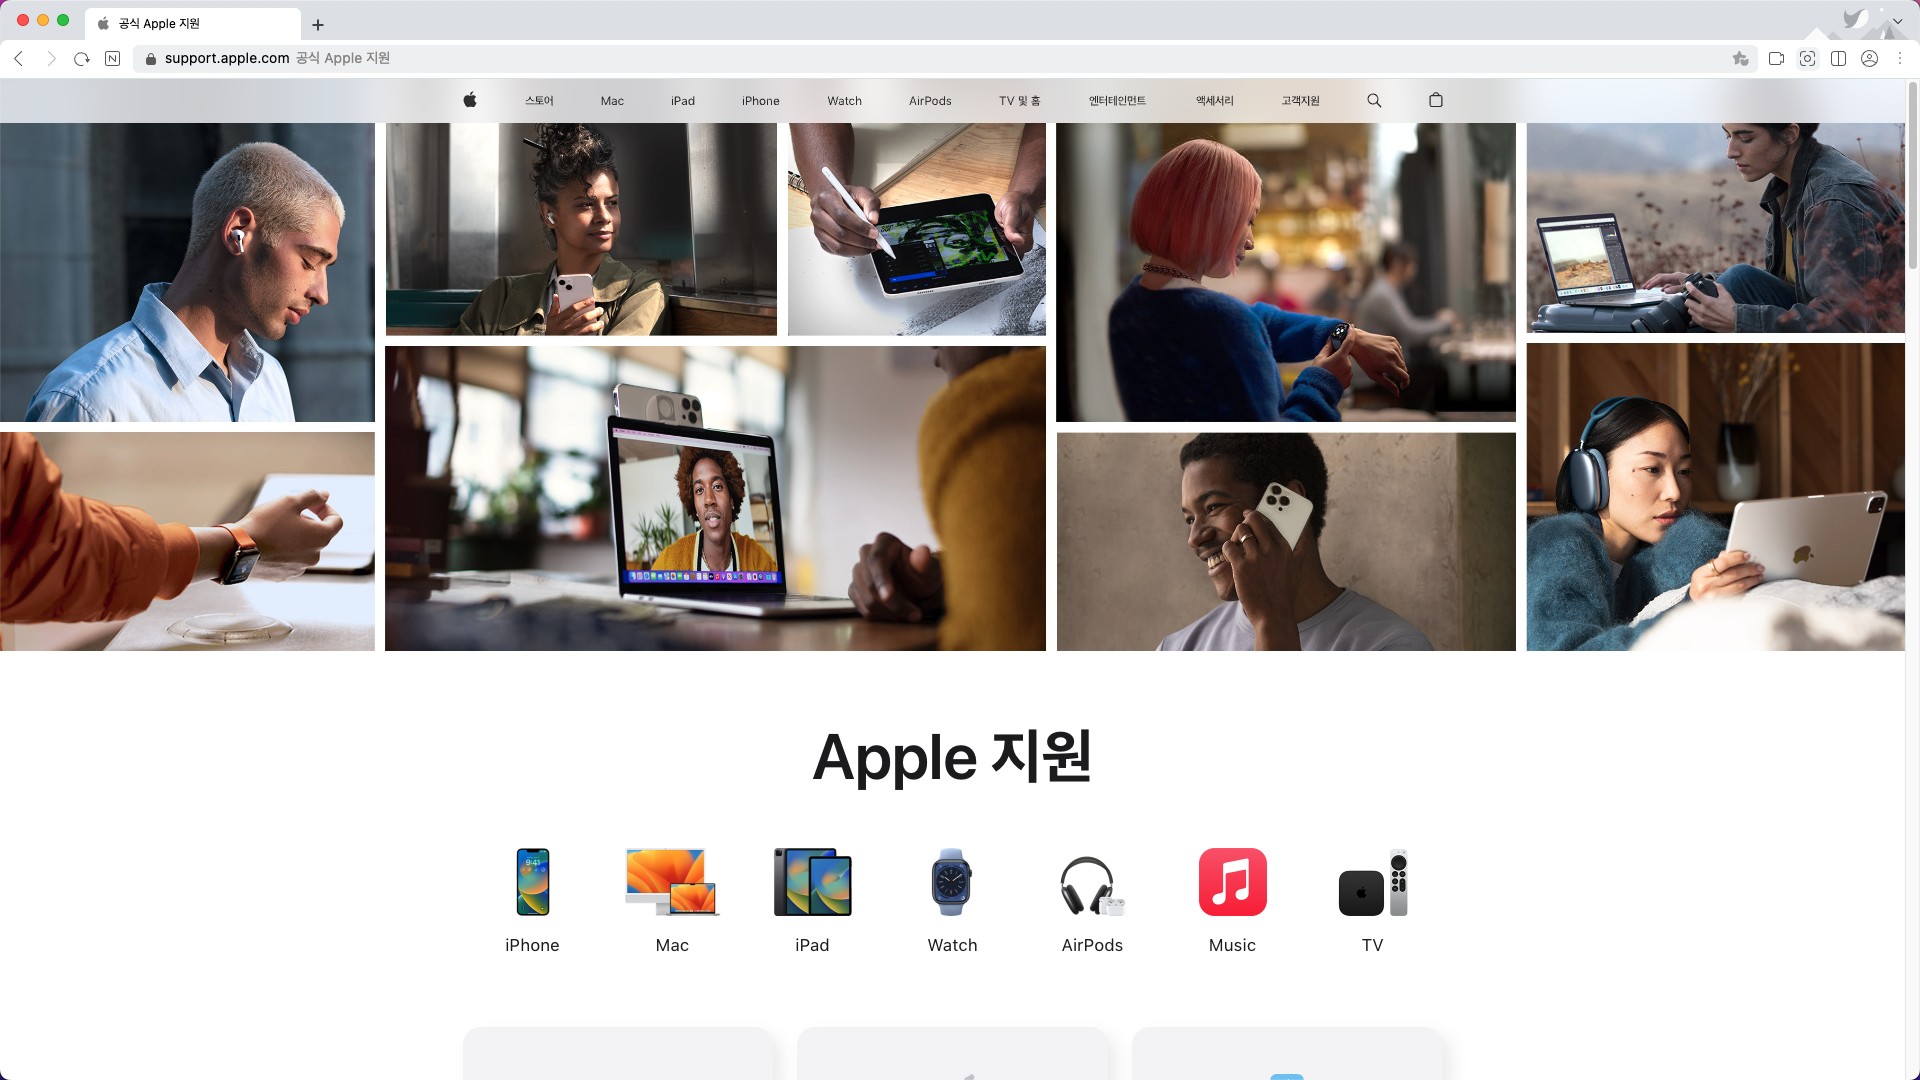 공식 Apple 지원
support.apple.com 공식 Apple 지원
스토어 Mac iPad iPhone Watch AirPods TV 및 홈 엔터테인먼트 액세서리 고객지원
Apple 지원
9:41
iPhone Mac iPad Watch AirPods Music TV